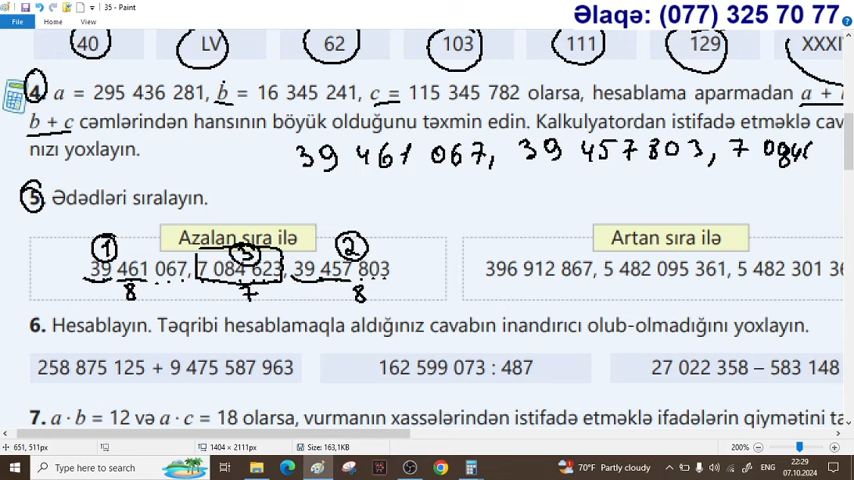 35 - Paint
Əlaqə: (077) 325 70 77
File Home View
40 LV 62 103 111 129
4. a = 295 436 281, b = 16 345 241, c = 115 345 782 olarsa, hesablama aparmadan
b + c cəmlərindən hansının böyük olduğunu təxmin edin. Kalkulyatordan istifadə etməklə
nızı yoxlayın.
39 461 067, 39 457 803, 7 084
5. Ədədləri sıralayın.
Azalan sıra ilə
Artan sıra ilə
1 3 2
39 461 067, 7 084 623, 39 457 803
396 912 867, 5 482 095 361, 5 482 301
8 7 8
6. Hesablayın. Təqribi hesablamaqla aldığınız cavabın inandırıcı olub-olmadığını yoxlayın.
258 875 125 + 9 475 587 963
162 599 073 : 487
27 022 358 – 583 148
7. a · b = 12 və a · c = 18 olarsa, vurmanın xassələrindən istifadə etməklə ifadələrin qiymətini
651, 511px
1404 × 2111px
Size: 163,1KB
200%
Type here to search
70°F Partly cloudy
ENG
22:29
07.10.2024